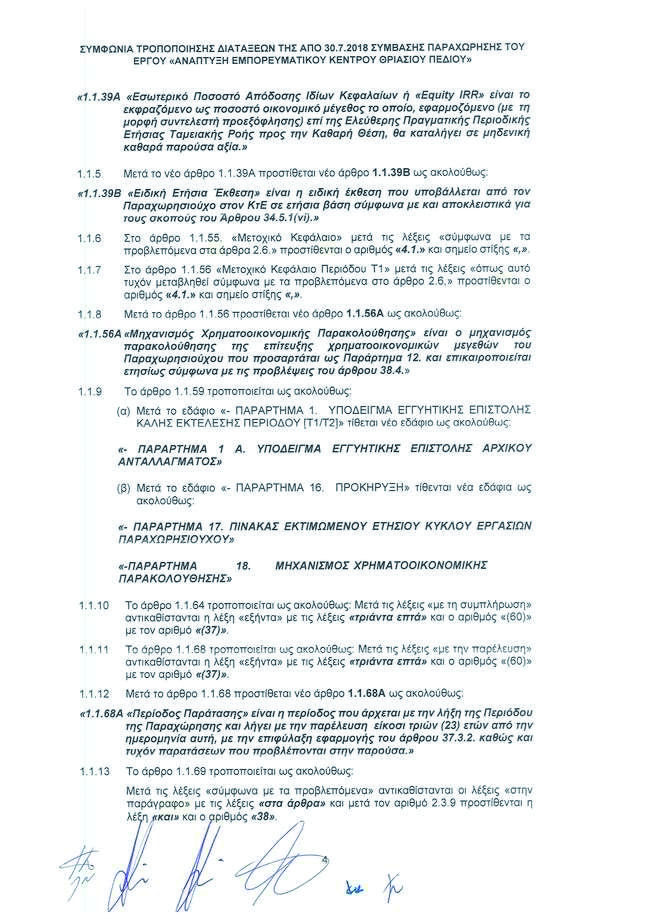 ΣΥΜΦΩΝΙΑ ΤΡΟΠΟΠΟΙΗΣΗΣ ΔΙΑΤΑΞΕΩΝ ΤΗΣ ΑΠΟ 30.7.2018 ΣΥΜΒΑΣΗΣ ΠΑΡΑΧΩΡΗΣΗΣ ΤΟΥ
ΕΡΓΟΥ «ΑΝΑΠΤΥΞΗ ΕΜΠΟΡΕΥΜΑΤΙΚΟΥ ΚΕΝΤΡΟΥ ΘΡΙΑΣΙΟΥ ΠΕΔΙΟΥ»
«1.1.39Α «Εσωτερικό Ποσοστό Απόδοσης Ιδίων Κεφαλαίων ή «Equity IRR» είναι το
εκφραζόμενο ως ποσοστό οικονομικό μέγεθος το οποίο, εφαρμοζόμενο (με τη
μορφή συντελεστή προεξόφλησης) επί της Ελεύθερης Πραγματικής Περιοδικής
Ετήσιας Ταμειακής Ροής προς την Καθαρή Θέση, θα καταλήγει σε μηδενική
καθαρά παρούσα αξία.»
1.1.5 Μετά το νέο άρθρο 1.1.39Α προστίθεται νέο άρθρο 1.1.39Β ως ακολούθως:
«1.1.39Β «Ειδική Ετήσια Έκθεση» είναι η ειδική έκθεση που υποβάλλεται από τον
Παραχωρησιούχο στον ΚτΕ σε ετήσια βάση σύμφωνα με και αποκλειστικά για
τους σκοπούς του Άρθρου 34.5.1(vi).»
1.1.6 Στο άρθρο 1.1.55. «Μετοχικό Κεφάλαιο» μετά τις λέξεις «σύμφωνα με τα
προβλεπόμενα στα άρθρα 2.6.» προστίθενται ο αριθμός «4.1.» και σημείο στίξης «,».
1.1.7 Στο άρθρο 1.1.56 «Μετοχικό Κεφάλαιο Περιόδου Τ1» μετά τις λέξεις «όπως αυτό
τυχόν μεταβληθεί σύμφωνα με τα προβλεπόμενα στο άρθρο 2.6,» προστίθεται ο
αριθμός «4.1.» και σημείο στίξης «,».
1.1.8 Μετά το άρθρο 1.1.56 προστίθεται νέο άρθρο 1.1.56Α ως ακολούθως:
«1.1.56Α «Μηχανισμός Χρηματοοικονομικής Παρακολούθησης» είναι ο μηχανισμός
παρακολούθησης της επίτευξης χρηματοοικονομικών μεγεθών του
Παραχωρησιούχου που προσαρτάται ως Παράρτημα 12. και επικαιροποιείται
ετησίως σύμφωνα με τις προβλέψεις του άρθρου 38.4.»
1.1.9 Το άρθρο 1.1.59 τροποποιείται ως ακολούθως:
(α) Μετά το εδάφιο «- ΠΑΡΑΡΤΗΜΑ 1. ΥΠΟΔΕΙΓΜΑ ΕΓΓΥΗΤΙΚΗΣ ΕΠΙΣΤΟΛΗΣ
ΚΑΛΗΣ ΕΚΤΕΛΕΣΗΣ ΠΕΡΙΟΔΟΥ [Τ1/Τ2]» τίθεται νέο εδάφιο ως ακολούθως:
«- ΠΑΡΑΡΤΗΜΑ 1 Α. ΥΠΟΔΕΙΓΜΑ ΕΓΓΥΗΤΙΚΗΣ ΕΠΙΣΤΟΛΗΣ ΑΡΧΙΚΟΥ
ΑΝΤΑΛΛΑΓΜΑΤΟΣ»
(β) Μετά το εδάφιο «- ΠΑΡΑΡΤΗΜΑ 16. ΠΡΟΚΗΡΥΞΗ» τίθενται νέα εδάφια ως
ακολούθως:
«- ΠΑΡΑΡΤΗΜΑ 17. ΠΙΝΑΚΑΣ ΕΚΤΙΜΩΜΕΝΟΥ ΕΤΗΣΙΟΥ ΚΥΚΛΟΥ ΕΡΓΑΣΙΩΝ
ΠΑΡΑΧΩΡΗΣΙΟΥΧΟΥ»
«-ΠΑΡΑΡΤΗΜΑ 18. ΜΗΧΑΝΙΣΜΟΣ ΧΡΗΜΑΤΟΟΙΚΟΝΟΜΙΚΗΣ
ΠΑΡΑΚΟΛΟΥΘΗΣΗΣ»
1.1.10 Το άρθρο 1.1.64 τροποποιείται ως ακολούθως: Μετά τις λέξεις «με τη συμπλήρωση»
αντικαθίστανται η λέξη «εξήντα» με τις λέξεις «τριάντα επτά» και ο αριθμός «(60)»
με τον αριθμό «(37)».
1.1.11 Το άρθρο 1.1.68 τροποποιείται ως ακολούθως: Μετά τις λέξεις «με την παρέλευση»
αντικαθίστανται η λέξη «εξήντα» με τις λέξεις «τριάντα επτά» και ο αριθμός «(60)»
με τον αριθμό «(37)».
1.1.12 Μετά το άρθρο 1.1.68 προστίθεται νέο άρθρο 1.1.68Α ως ακολούθως:
«1.1.68Α «Περίοδος Παράτασης» είναι η περίοδος που άρχεται με την λήξη της Περιόδου
της Παραχώρησης και λήγει με την παρέλευση είκοσι τριών (23) ετών από την
ημερομηνία αυτή, με την επιφύλαξη εφαρμογής του άρθρου 37.3.2. καθώς και
τυχόν παρατάσεων που προβλέπονται στην παρούσα.»
1.1.13 Το άρθρο 1.1.69 τροποποιείται ως ακολούθως:
Μετά τις λέξεις «σύμφωνα με τα προβλεπόμενα» αντικαθίστανται οι λέξεις «στην
παράγραφο» με τις λέξεις «στα άρθρα» και μετά τον αριθμό 2.3.9 προστίθενται η
λέξη «και» και ο αριθμός «38».
4